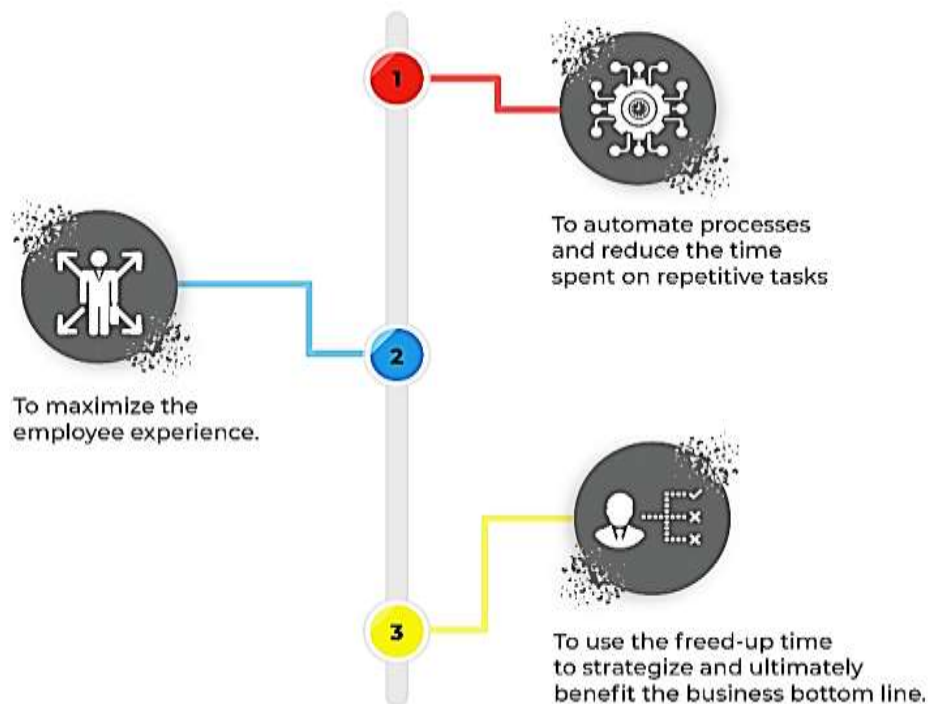 1
To automate processes
and reduce the time
spent on repetitive tasks
2
To maximize the
employee experience.
3
To use the freed-up time
to strategize and ultimately
benefit the business bottom line.